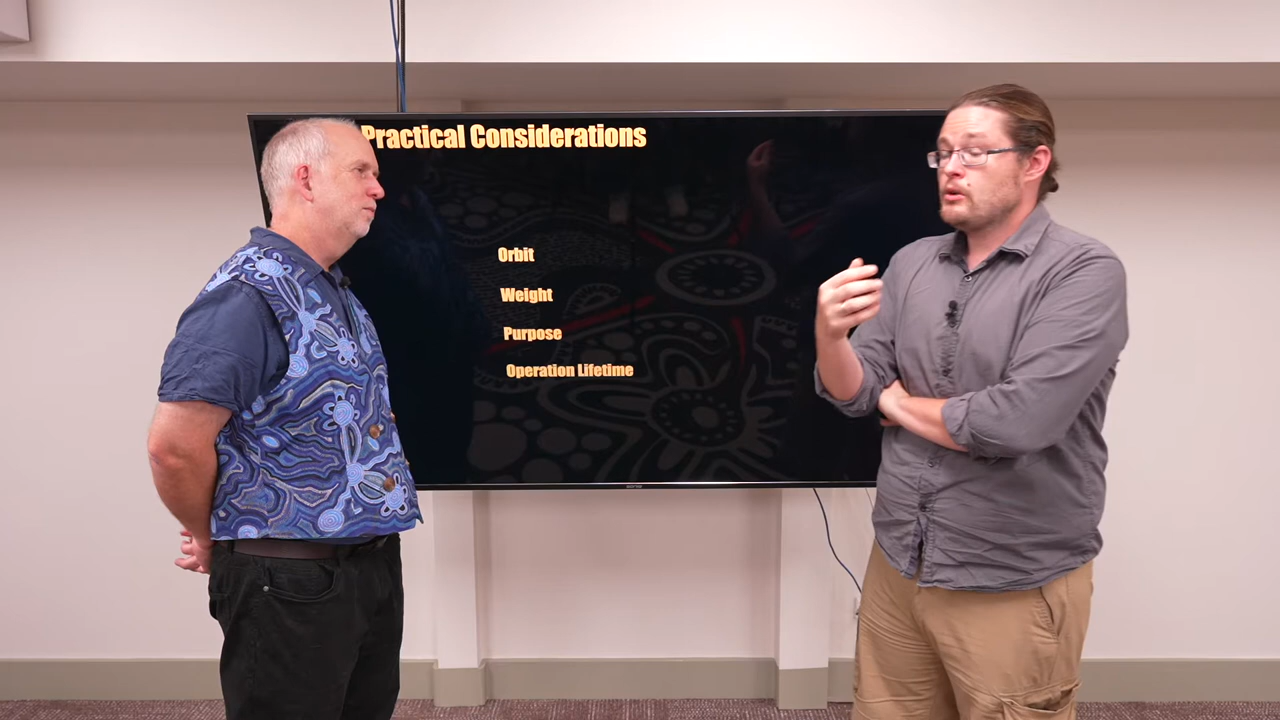 Practical Considerations
Orbit
Weight
Purpose
Operation Lifetime